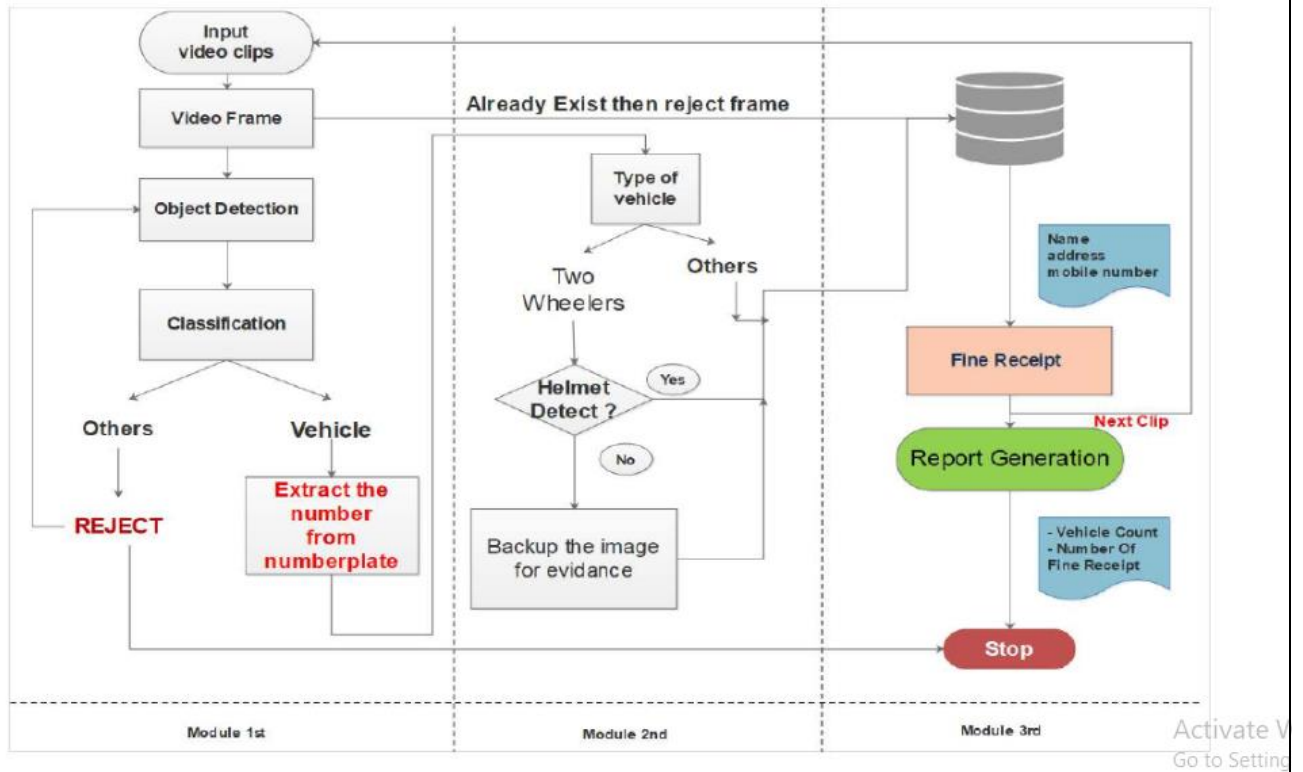 Input
video clips
Video Frame
Already Exist then reject frame
Object Detection
Classification
Others
Vehicle
REJECT
Extract the
number
from
numberplate
Type of
vehicle
Two
Wheelers
Others
Helmet
Detect ?
Yes
No
Backup the image
for evidance
Name
address
mobile number
Fine Receipt
Next Clip
Report Generation
- Vehicle Count
- Number Of
Fine Receipt
Stop
Module 1st
Module 2nd
Module 3rd
Activate
Go to Setting